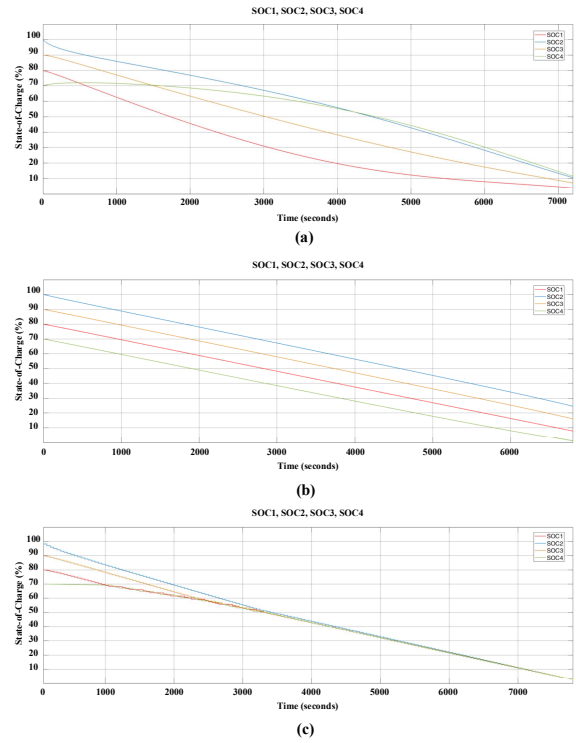 SOC1, SOC2, SOC3, SOC4
100
90
80
70
60
50
40
30
20
10
State-of-Charge (%)
SOC1
SOC2
SOC3
SOC4
0 1000 2000 3000 4000 5000 6000 7000
Time (seconds)
(a)
SOC1, SOC2, SOC3, SOC4
100
90
80
70
60
50
40
30
20
10
State-of-Charge (%)
SOC1
SOC2
SOC3
SOC4
0 1000 2000 3000 4000 5000 6000
Time (seconds)
(b)
SOC1, SOC2, SOC3, SOC4
100
90
80
70
60
50
40
30
20
10
State-of-Charge (%)
SOC1
SOC2
SOC3
SOC4
0 1000 2000 3000 4000 5000 6000 7000
Time (seconds)
(c)